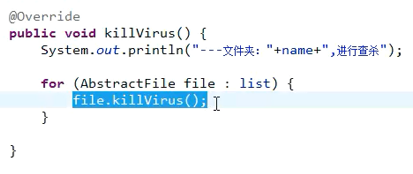 @Override
public void killVirus() {
System.out.println("---文件夹："+name+",进行查杀");
for (AbstractFile file : list) {
file.killVirus();
}
}